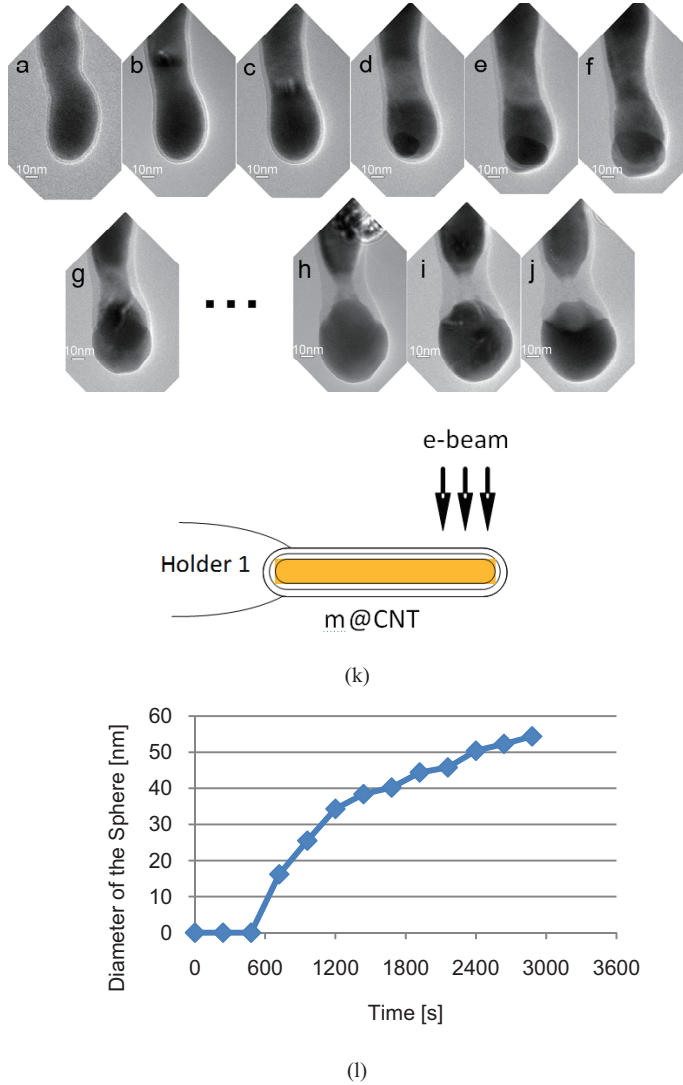 a b c d e f
10nm 10nm 10nm 10nm 10nm 10nm
g h i j
10nm 10nm 10nm 10nm
e-beam
Holder 1
m@CNT
(k)
60
50
40
30
20
10
0
Diameter of the Sphere [nm]
0 600 1200 1800 2400 3000 3600
Time [s]
(l)